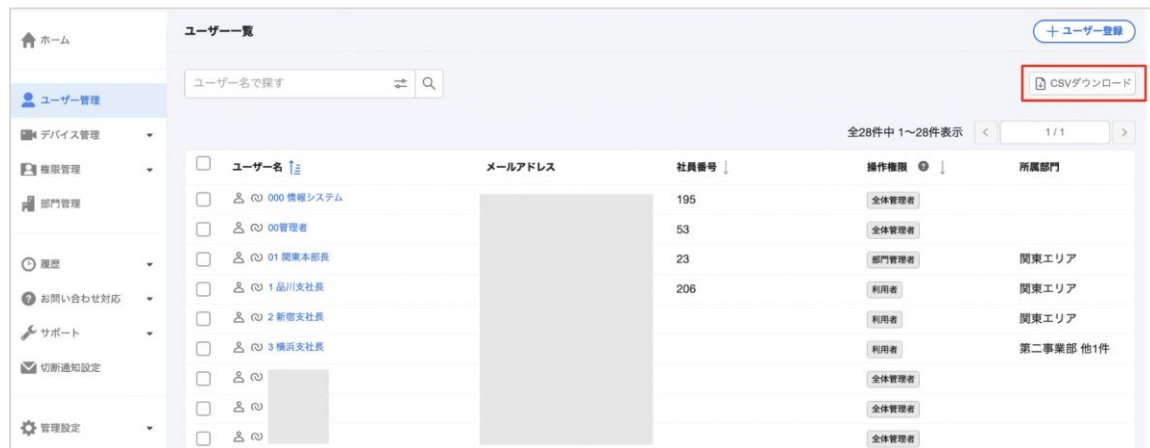 ホーム
ユーザー管理
デバイス管理
権限管理
部門管理
履歴
お問い合わせ対応
サポート
切断通知設定
管理設定
ユーザー一覧
＋ ユーザー登録
ユーザー名で探す
CSVダウンロード
全28件中 1〜28件表示 < 1 / 1 >
ユーザー名 メールアドレス 社員番号 操作権限 所属部門
000 情報システム 195 全体管理者
00管理者 53 全体管理者
01 関東本部長 23 部門管理者 関東エリア
1 品川支社長 206 利用者 関東エリア
2 新宿支社長 利用者 関東エリア
3 横浜支社長 利用者 第二事業部 他1件
全体管理者
全体管理者
全体管理者